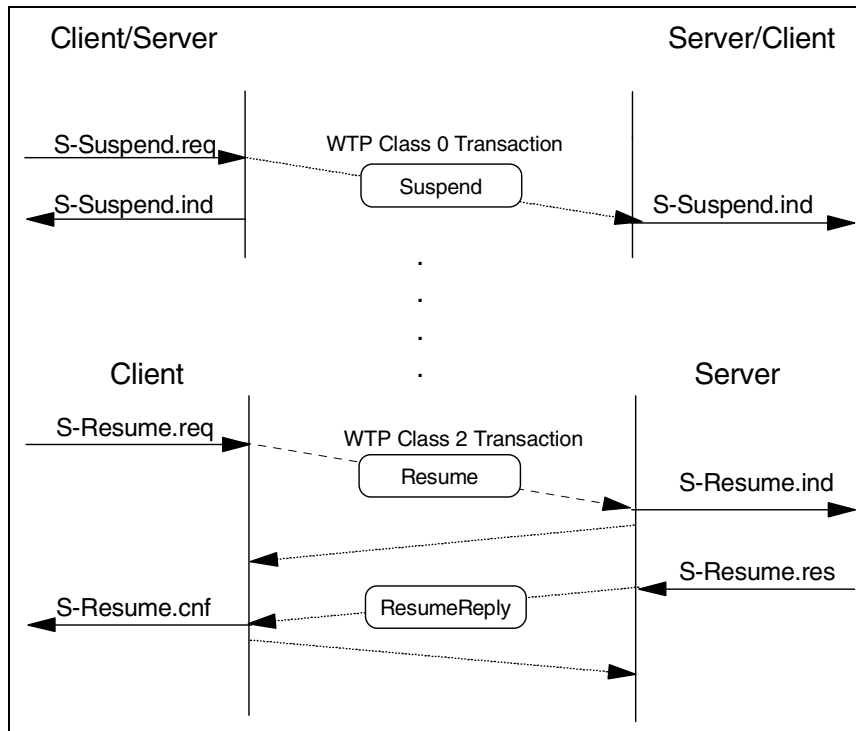 Client/Server
Server/Client
S-Suspend.req
WTP Class 0 Transaction
Suspend
S-Suspend.ind
S-Suspend.ind
.
.
.
.
Client
Server
S-Resume.req
WTP Class 2 Transaction
Resume
S-Resume.ind
S-Resume.res
ResumeReply
S-Resume.cnf